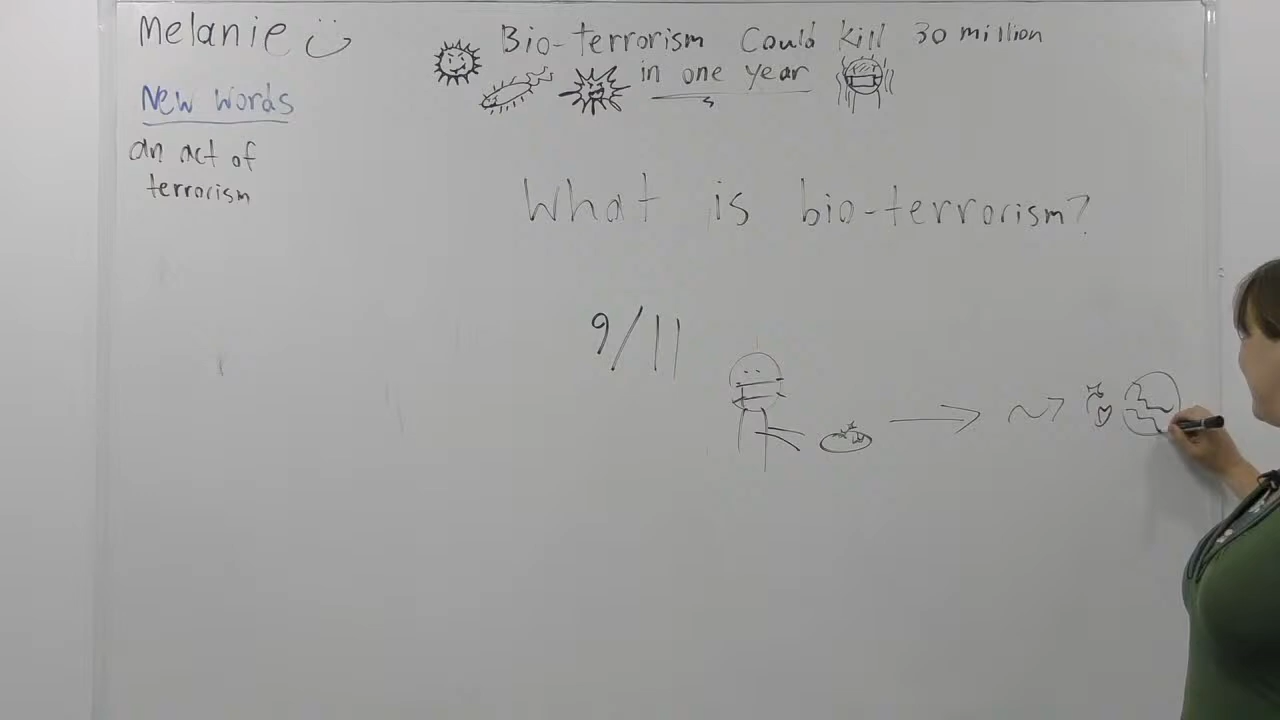 Melanie
Bio-terrorism Could kill 30 million
in one year
New words
an act of
terrorism
What is bio-terrorism?
9/11